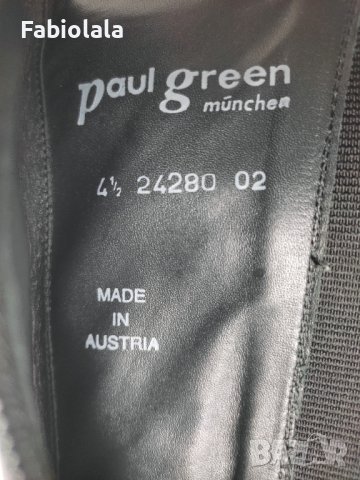 Fabiolala
paul green
münchen
4½ 24280 02
MADE
IN
AUSTRIA